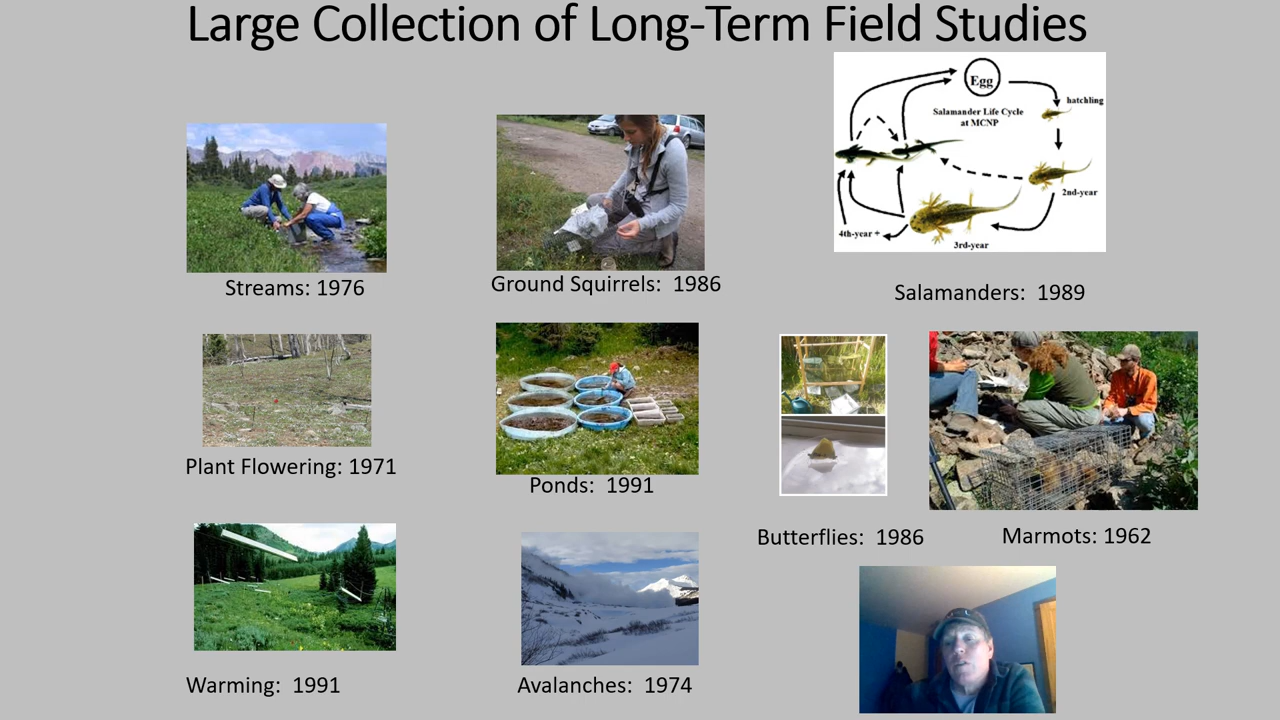 Large Collection of Long-Term Field Studies
Egg
hatchling
Salamander Life Cycle
at MCNP
2nd-year
4th-year +
3rd-year
Streams: 1976
Ground Squirrels: 1986
Salamanders: 1989
Plant Flowering: 1971
Ponds: 1991
Butterflies: 1986
Marmots: 1962
Warming: 1991
Avalanches: 1974